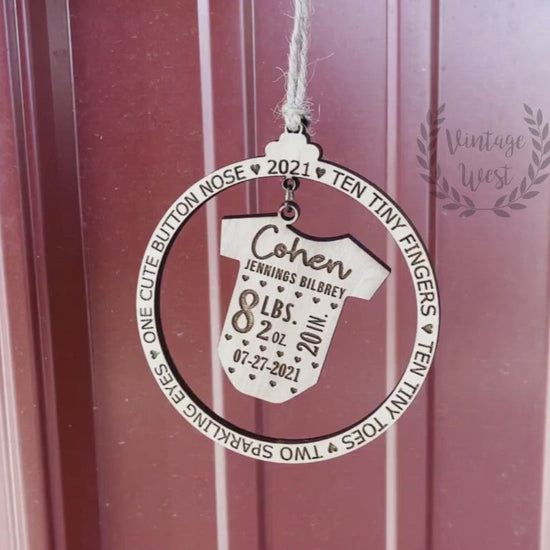 2021 ♥ TEN TINY FINGERS ♥ TEN TINY TOES ♥ TWO SPARKLING EYES ♥ ONE CUTE BUTTON NOSE ♥
Cohen
JENNINGS BILBREY
8 LBS.
2 OZ.
20 IN.
07-27-2021
Vintage
West